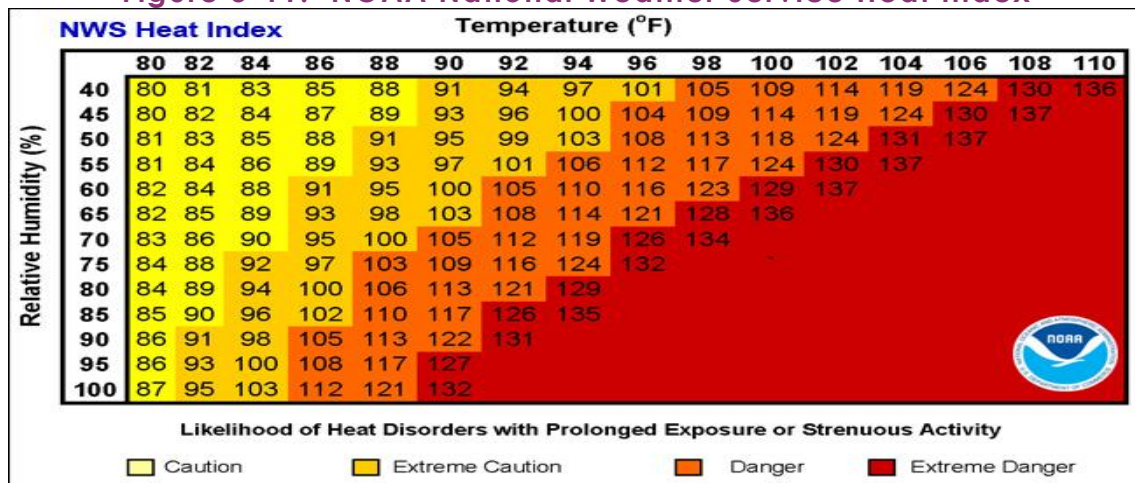 Figure 3-11: NOAA National Weather Service Heat Index
NWS Heat Index Temperature (°F)
80 82 84 86 88 90 92 94 96 98 100 102 104 106 108 110
Relative Humidity (%)
40 80 81 83 85 88 91 94 97 101 105 109 114 119 124 130 136
45 80 82 84 87 89 93 96 100 104 109 114 119 124 130 137
50 81 83 85 88 91 95 99 103 108 113 118 124 131 137
55 81 84 86 89 93 97 101 106 112 117 124 130 137
60 82 84 88 91 95 100 105 110 116 123 129 137
65 82 85 89 93 98 103 108 114 121 128 136
70 83 86 90 95 100 105 112 119 126 134
75 84 88 92 97 103 109 116 124 132
80 84 89 94 100 106 113 121 129
85 85 90 96 102 110 117 126 135
90 86 91 98 105 113 122 131
95 86 93 100 108 117 127
100 87 95 103 112 121 132
NOAA
Likelihood of Heat Disorders with Prolonged Exposure or Strenuous Activity
Caution Extreme Caution Danger Extreme Danger